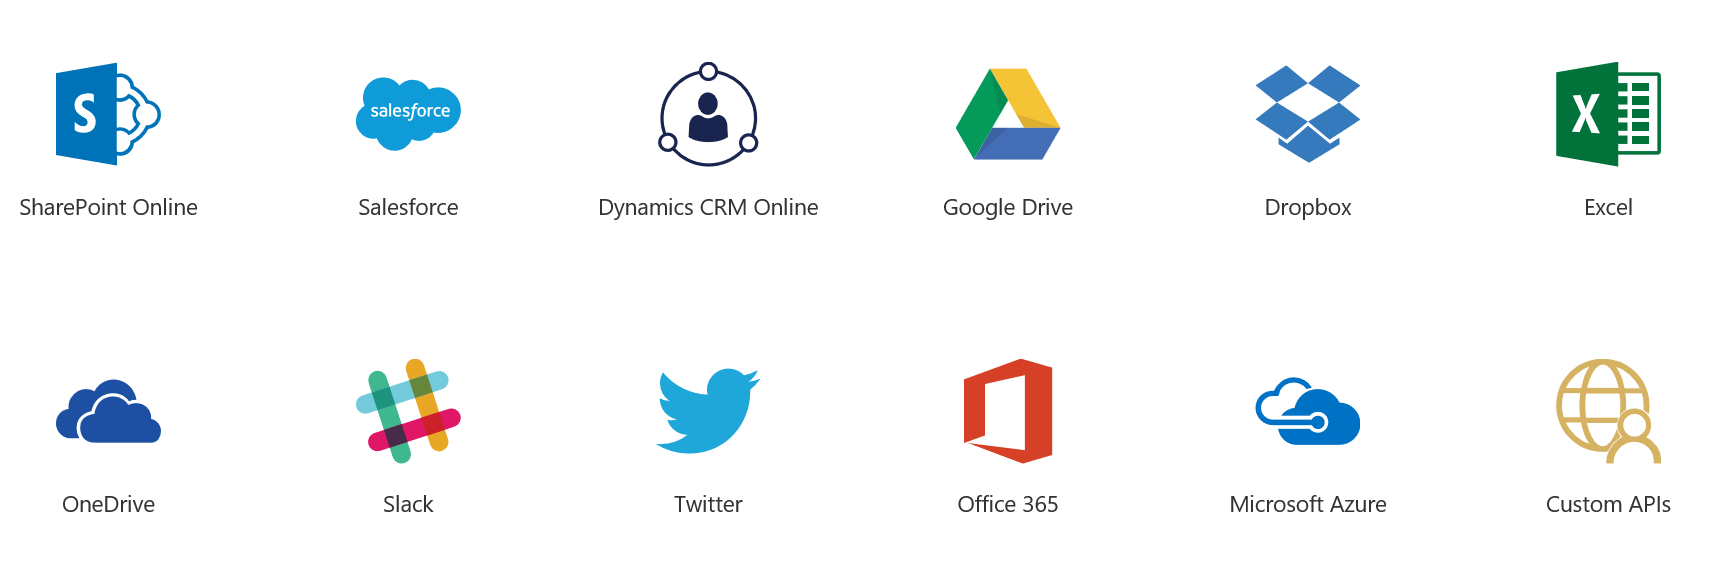 S
salesforce
X
SharePoint Online
Salesforce
Dynamics CRM Online
Google Drive
Dropbox
Excel
OneDrive
Slack
Twitter
Office 365
Microsoft Azure
Custom APIs